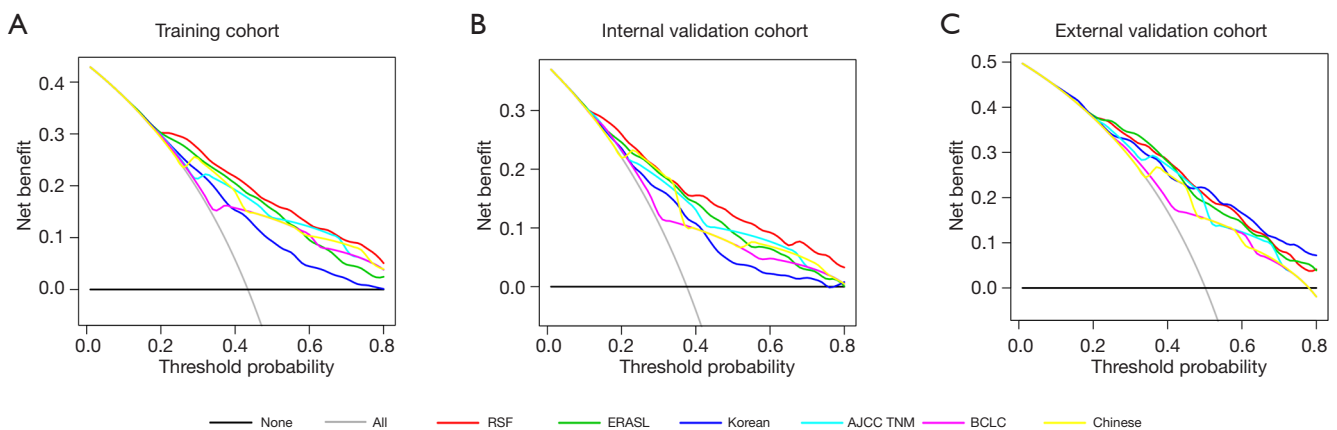 A
Training cohort
Net benefit
0.4
0.3
0.2
0.1
0.0
0.0 0.2 0.4 0.6 0.8
Threshold probability
B
Internal validation cohort
Net benefit
0.3
0.2
0.1
0.0
0.0 0.2 0.4 0.6 0.8
Threshold probability
C
External validation cohort
Net benefit
0.5
0.4
0.3
0.2
0.1
0.0
0.0 0.2 0.4 0.6 0.8
Threshold probability
None All RSF ERASL Korean AJCC TNM BCLC Chinese